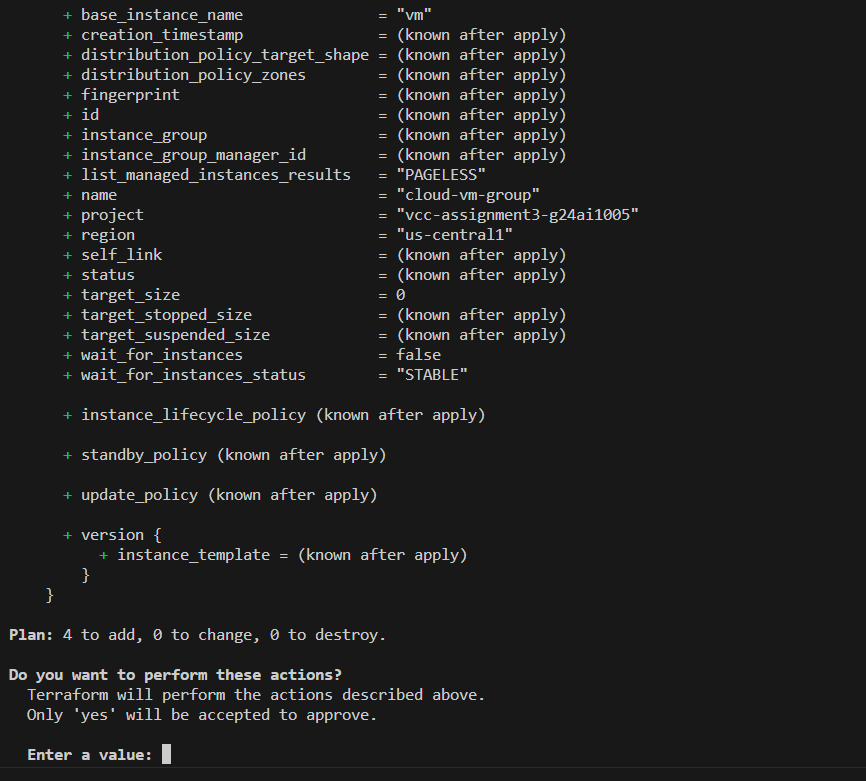 + base_instance_name               = "vm"
+ creation_timestamp               = (known after apply)
+ distribution_policy_target_shape = (known after apply)
+ distribution_policy_zones        = (known after apply)
+ fingerprint                      = (known after apply)
+ id                               = (known after apply)
+ instance_group                   = (known after apply)
+ instance_group_manager_id        = (known after apply)
+ list_managed_instances_results   = "PAGELESS"
+ name                             = "cloud-vm-group"
+ project                          = "vcc-assignment3-g24ai1005"
+ region                           = "us-central1"
+ self_link                        = (known after apply)
+ status                           = (known after apply)
+ target_size                      = 0
+ target_stopped_size              = (known after apply)
+ target_suspended_size            = (known after apply)
+ wait_for_instances               = false
+ wait_for_instances_status        = "STABLE"
+ instance_lifecycle_policy (known after apply)
+ standby_policy (known after apply)
+ update_policy (known after apply)
+ version {
+ instance_template = (known after apply)
}
}
Plan: 4 to add, 0 to change, 0 to destroy.
Do you want to perform these actions?
Terraform will perform the actions described above.
Only 'yes' will be accepted to approve.
Enter a value: